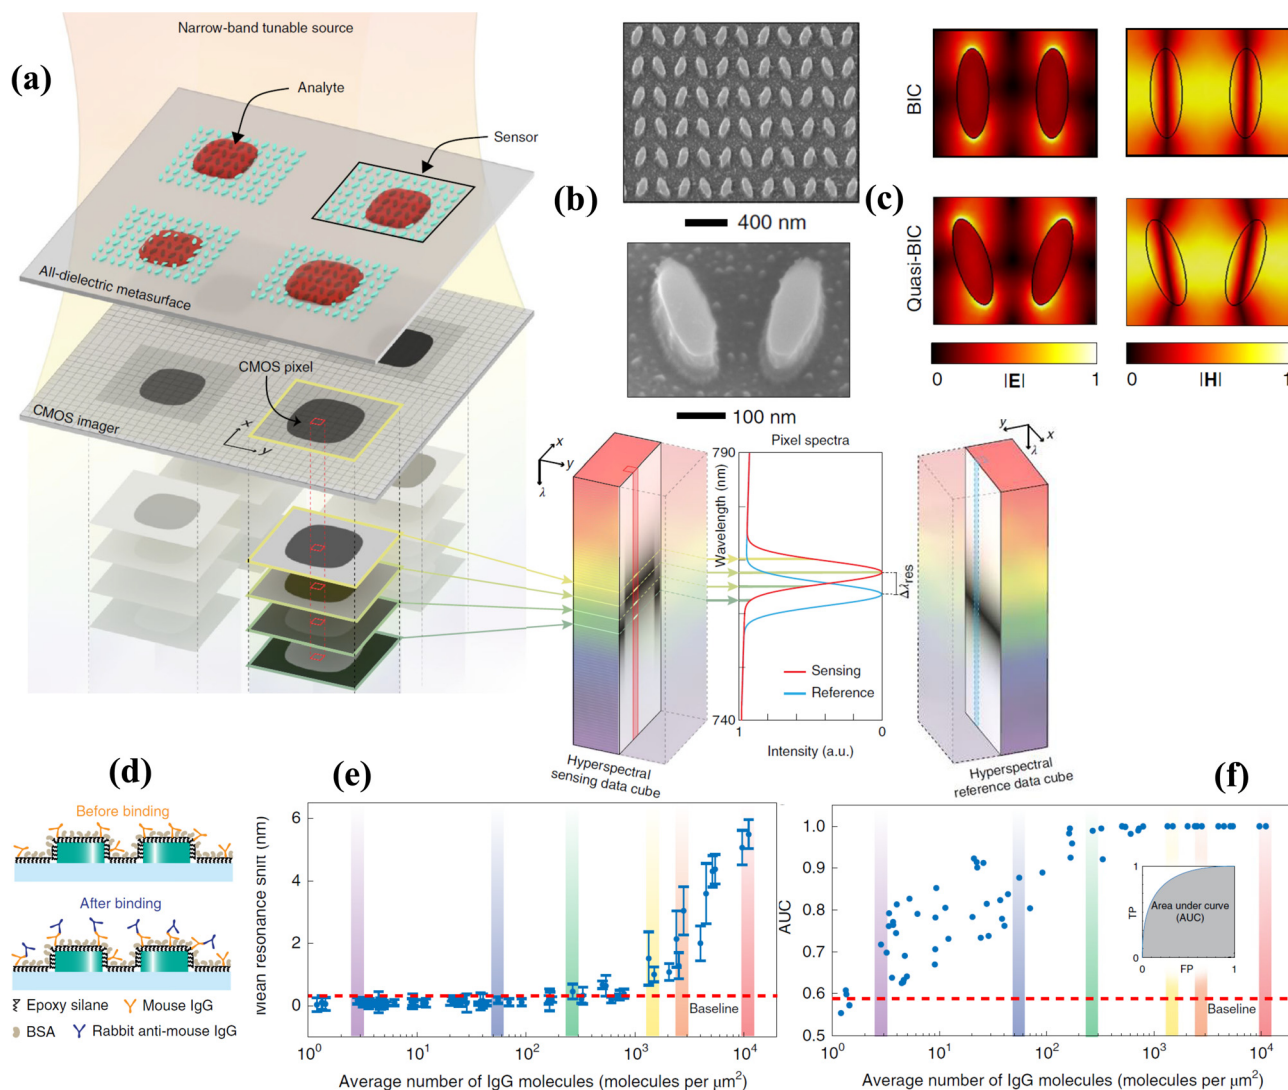 (a)
Narrow-band tunable source
Analyte
Sensor
All-dielectric metasurface
CMOS pixel
CMOS imager
x
y
(b)
400 nm
100 nm
(c)
BIC
Quasi-BIC
0 |E| 1
0 |H| 1
x
y
λ
Pixel spectra
790
Wavelength (nm)
740
Δλres
Sensing
Reference
1 0
Intensity (a.u.)
y
x
λ
Hyperspectral
sensing data cube
Hyperspectral
reference data cube
(d)
Before binding
After binding
Epoxy silane
Mouse IgG
BSA
Rabbit anti-mouse IgG
(e)
Mean resonance shift (nm)
6
4
2
0
Baseline
10⁰ 10¹ 10² 10³ 10⁴
Average number of IgG molecules (molecules per μm²)
(f)
AUC
1.0
0.9
0.8
0.7
0.6
0.5
1
TP
Area under curve
(AUC)
0 FP 1
Baseline
10⁰ 10¹ 10² 10³ 10⁴
Average number of IgG molecules (molecules per μm²)